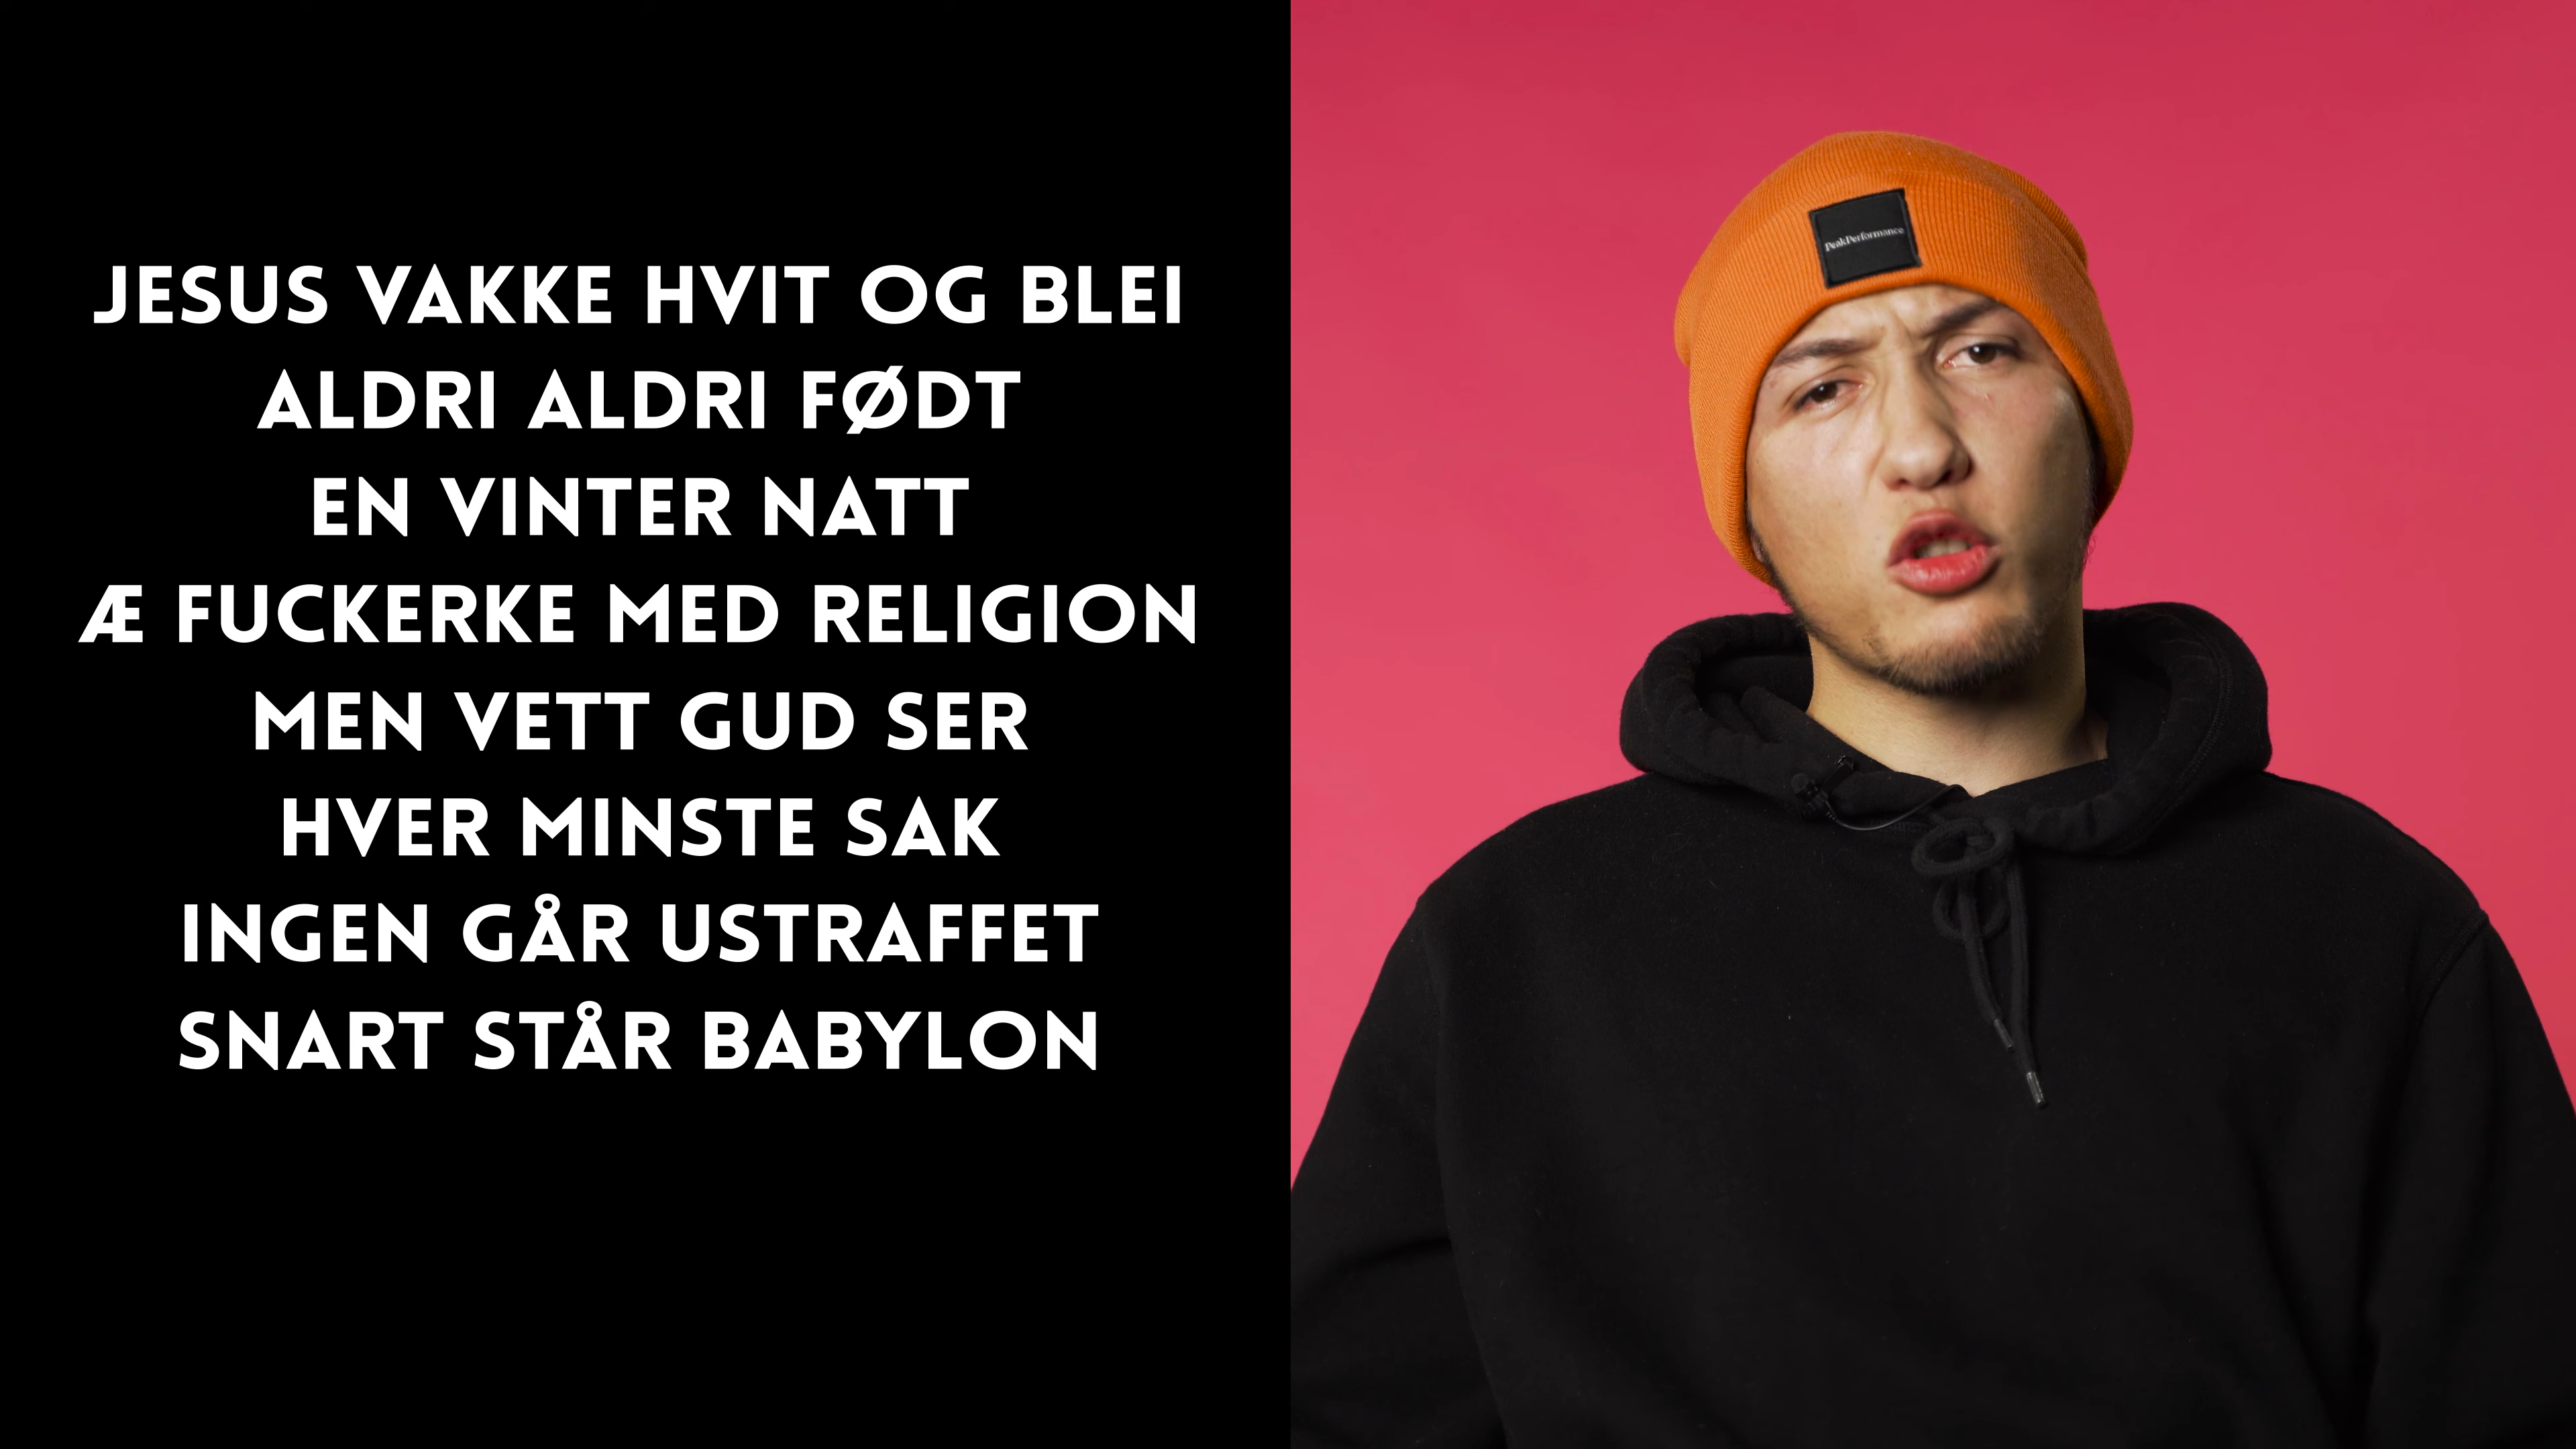 JESUS VAKKE HVIT OG BLEI
ALDRI ALDRI FØDT
EN VINTER NATT
Æ FUCKERKE MED RELIGION
MEN VETT GUD SER
HVER MINSTE SAK
INGEN GÅR USTRAFFET
SNART STÅR BABYLON
PeakPerformance